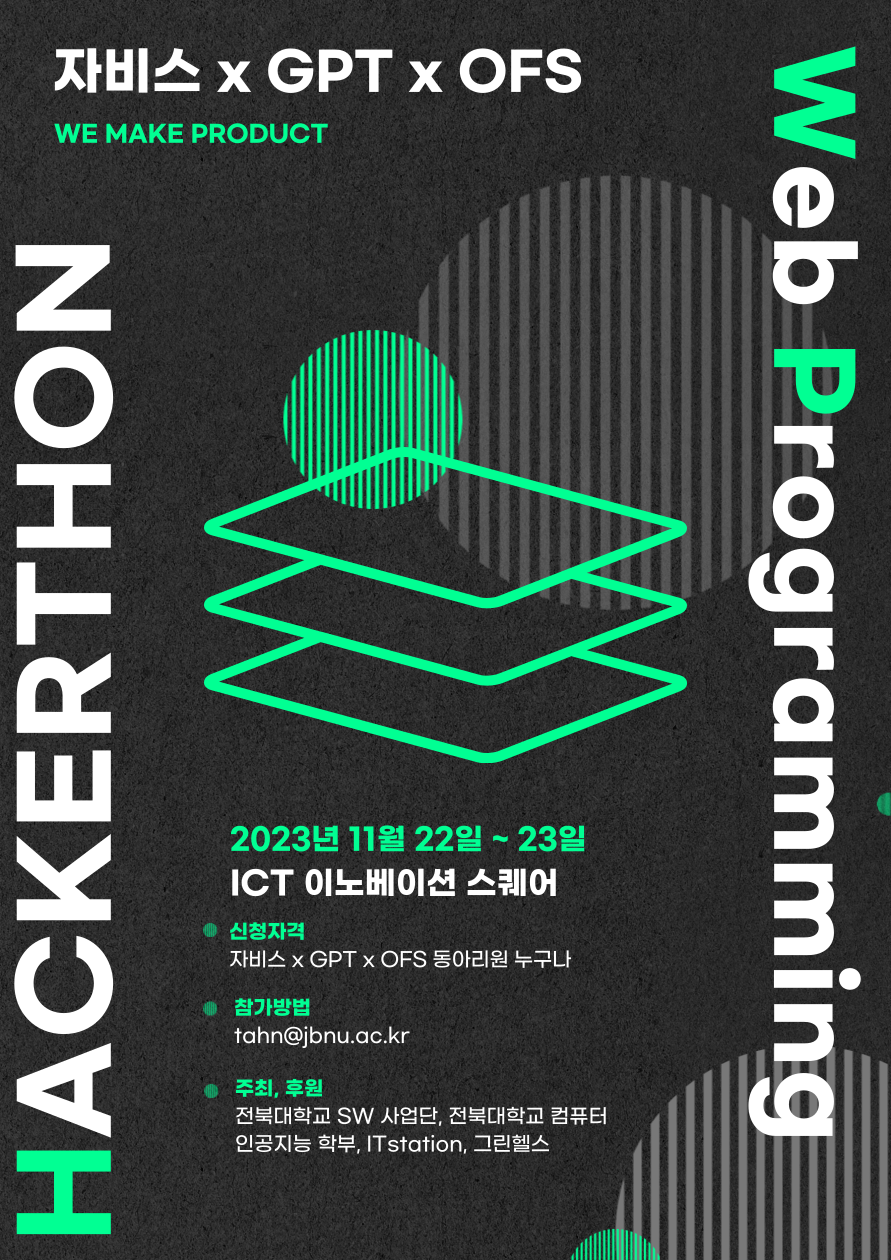 자비스 x GPT x OFS
WE MAKE PRODUCT
HACKERTHON
Web Programming
2023년 11월 22일 ~ 23일
ICT 이노베이션 스퀘어
신청자격
자비스 x GPT x OFS 동아리원 누구나
참가방법
tahn@jbnu.ac.kr
주최, 후원
전북대학교 SW 사업단, 전북대학교 컴퓨터
인공지능 학부, ITstation, 그린헬스